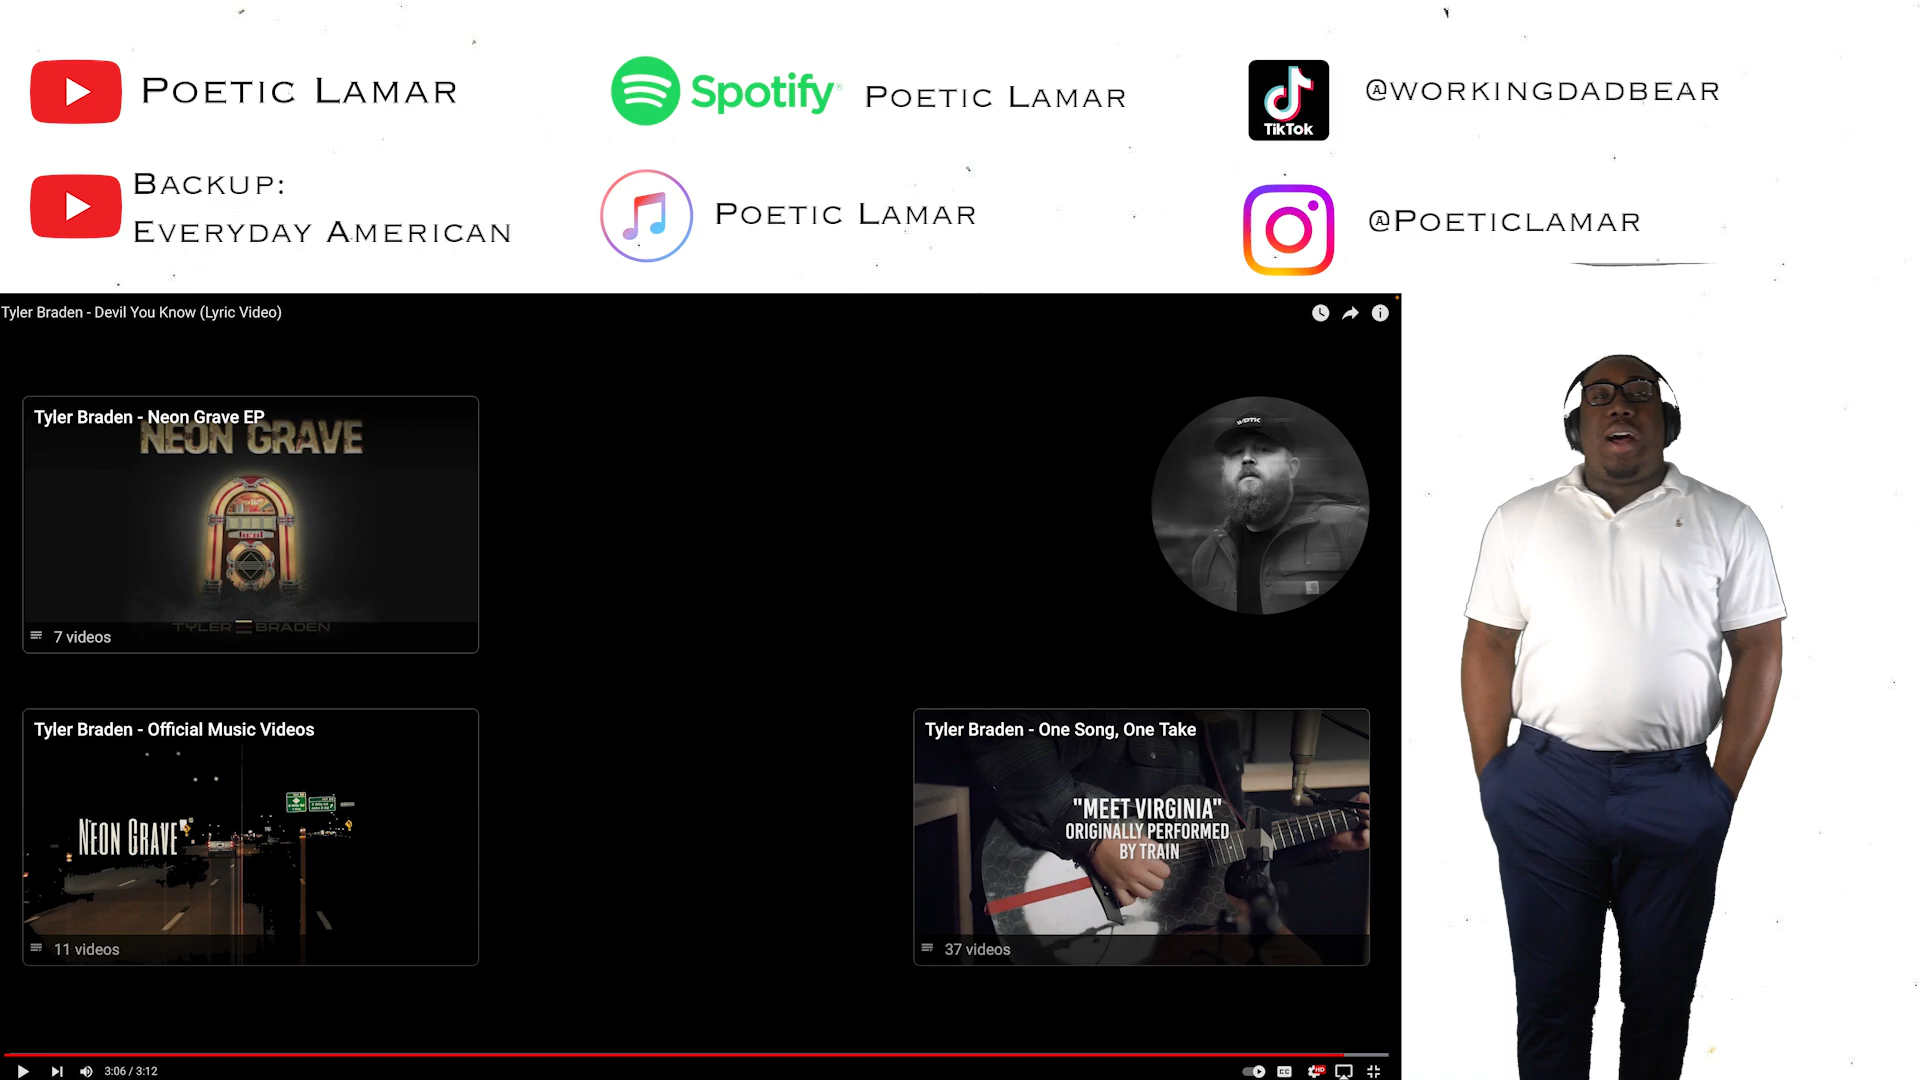 POETIC LAMAR
Spotify
POETIC LAMAR
TikTok
@WORKINGDADBEAR
BACKUP:
EVERYDAY AMERICAN
POETIC LAMAR
@POETICLAMAR
Tyler Braden - Devil You Know (Lyric Video)
Tyler Braden - Neon Grave EP
NEON GRAVE
TYLER BRADEN
7 videos
WDTK
Tyler Braden - Official Music Videos
NEON GRAVE"
11 videos
Tyler Braden - One Song, One Take
"MEET VIRGINIA"
ORIGINALLY PERFORMED
BY TRAIN
37 videos
3:06 / 3:12
CC
HD